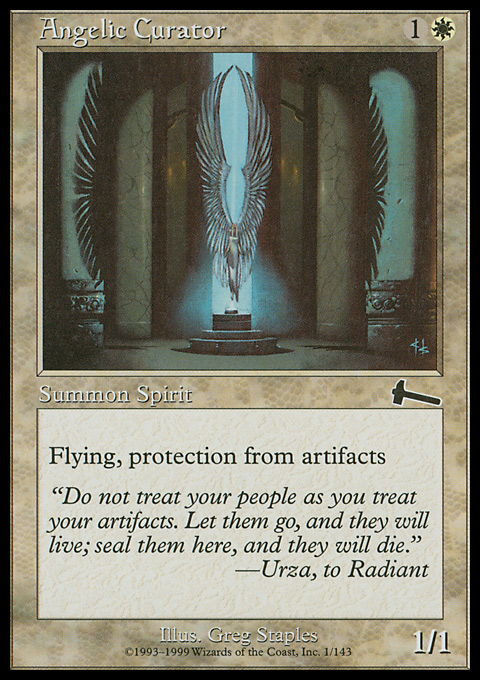 Angelic Curator 1
Summon Spirit
Flying, protection from artifacts
“Do not treat your people as you treat
your artifacts. Let them go, and they will
live; seal them here, and they will die.”
—Urza, to Radiant
Illus. Greg Staples
©1993–1999 Wizards of the Coast, Inc. 1/143
1/1